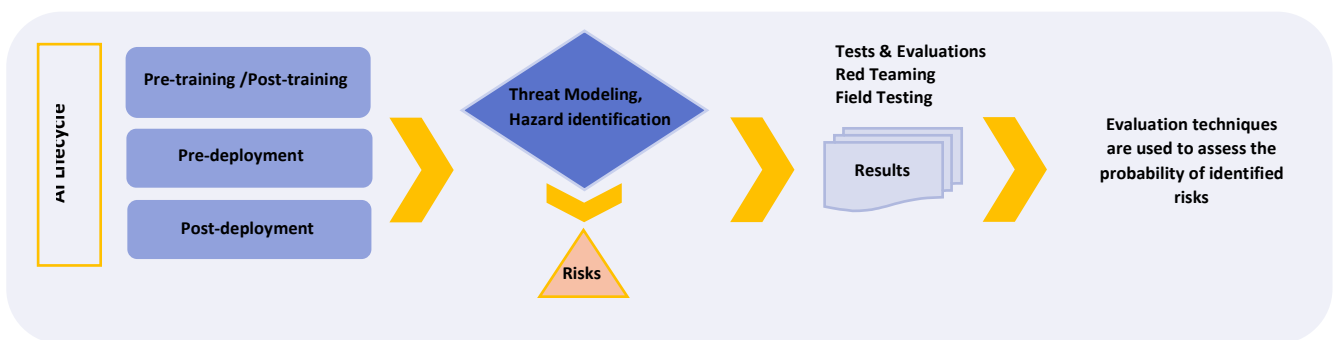 AI Lifecycle
Pre-training /Post-training
Pre-deployment
Post-deployment
Threat Modeling,
Hazard identification
Risks
Tests & Evaluations
Red Teaming
Field Testing
Results
Evaluation techniques
are used to assess the
probability of identified
risks